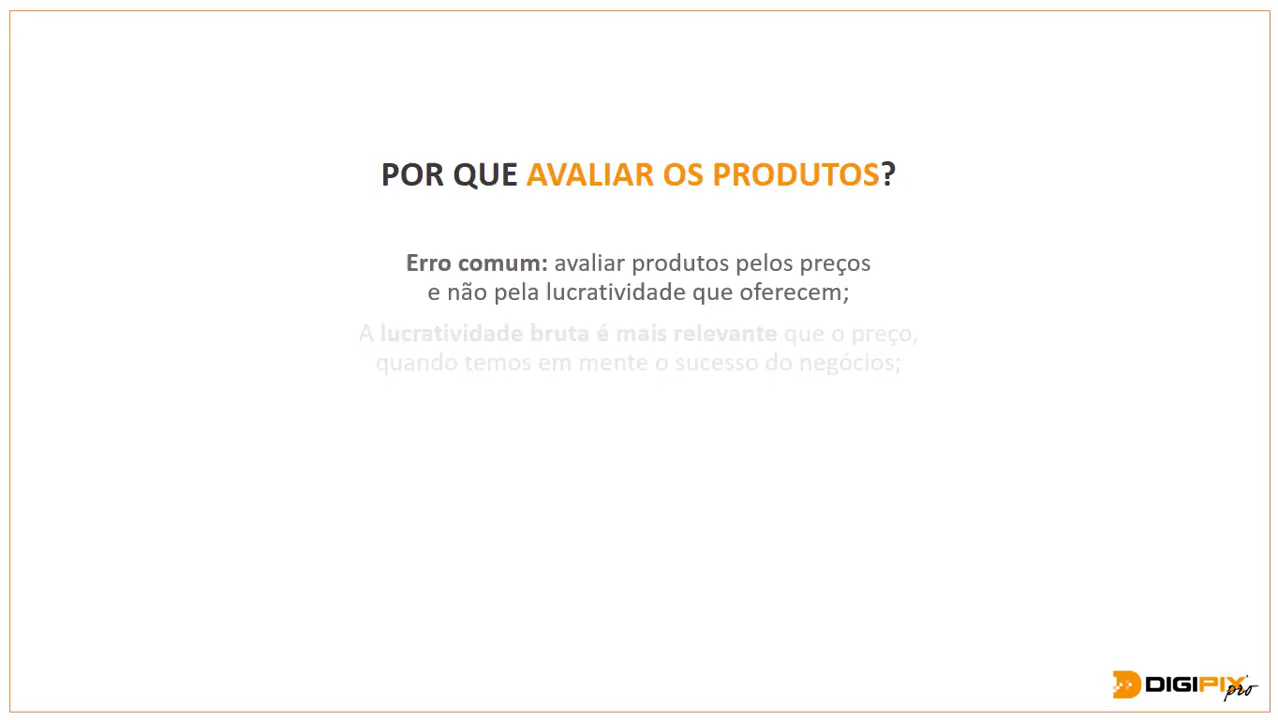 POR QUE AVALIAR OS PRODUTOS?
Erro comum: avaliar produtos pelos preços
e não pela lucratividade que oferecem;
A lucratividade bruta é mais relevante que o preço,
quando temos em mente o sucesso do negócios;
DIGIPIX pro